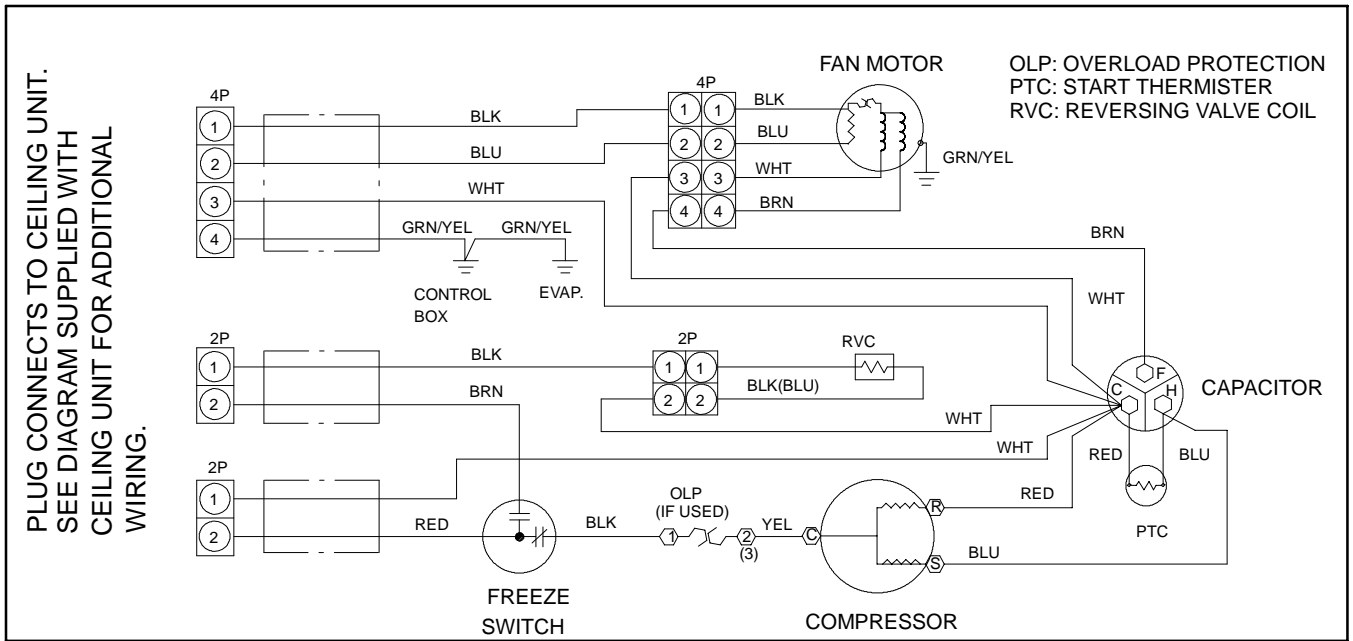 PLUG CONNECTS TO CEILING UNIT.
SEE DIAGRAM SUPPLIED WITH
CEILING UNIT FOR ADDITIONAL
WIRING.
FAN MOTOR
OLP: OVERLOAD PROTECTION
PTC: START THERMISTER
RVC: REVERSING VALVE COIL
4P
1
2
3
4
BLK
BLU
WHT
GRN/YEL
GRN/YEL
CONTROL
BOX
EVAP.
4P
1 1
2 2
3 3
4 4
BLK
BLU
WHT
BRN
GRN/YEL
BRN
WHT
2P
1
2
BLK
BRN
2P
1 1
2 2
RVC
BLK(BLU)
WHT
WHT
F
C
H
CAPACITOR
RED
BLU
PTC
2P
1
2
RED
FREEZE
SWITCH
BLK
OLP
(IF USED)
1
2
(3)
YEL
C
R
S
RED
BLU
COMPRESSOR